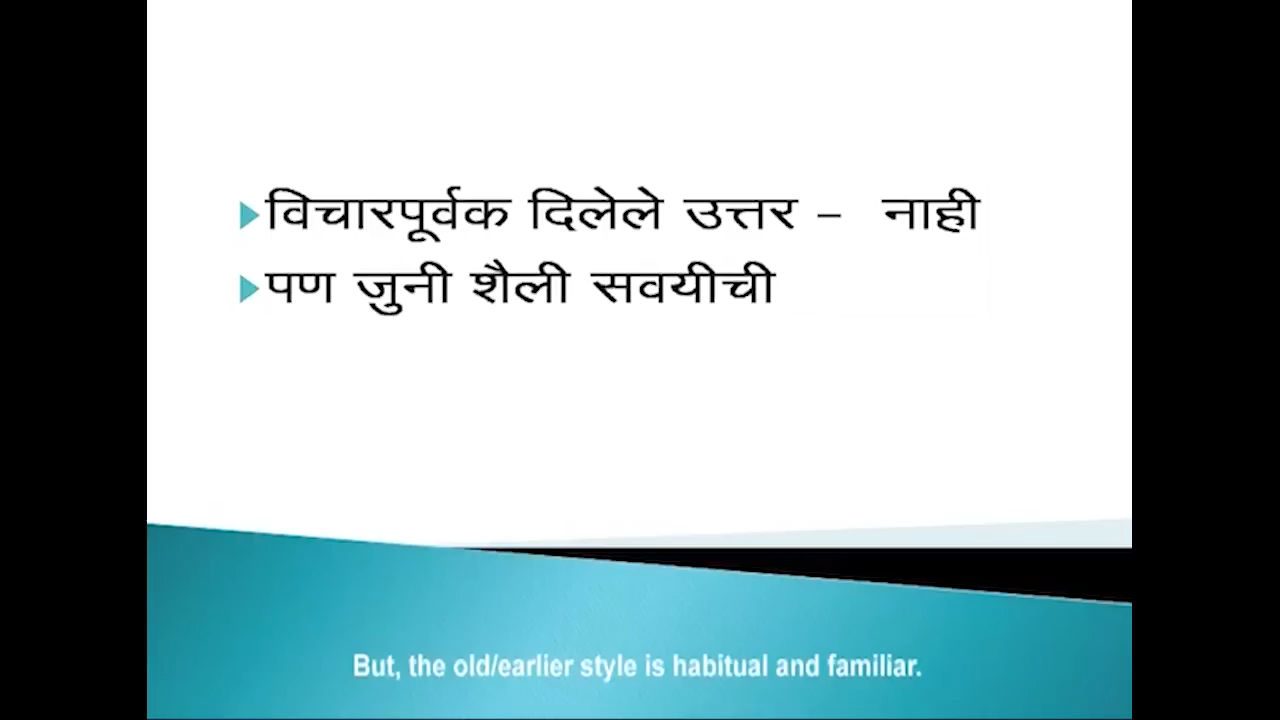 विचारपूर्वक दिलेले उत्तर – नाही
पण जुनी शैली सवयीची
But, the old/earlier style is habitual and familiar.